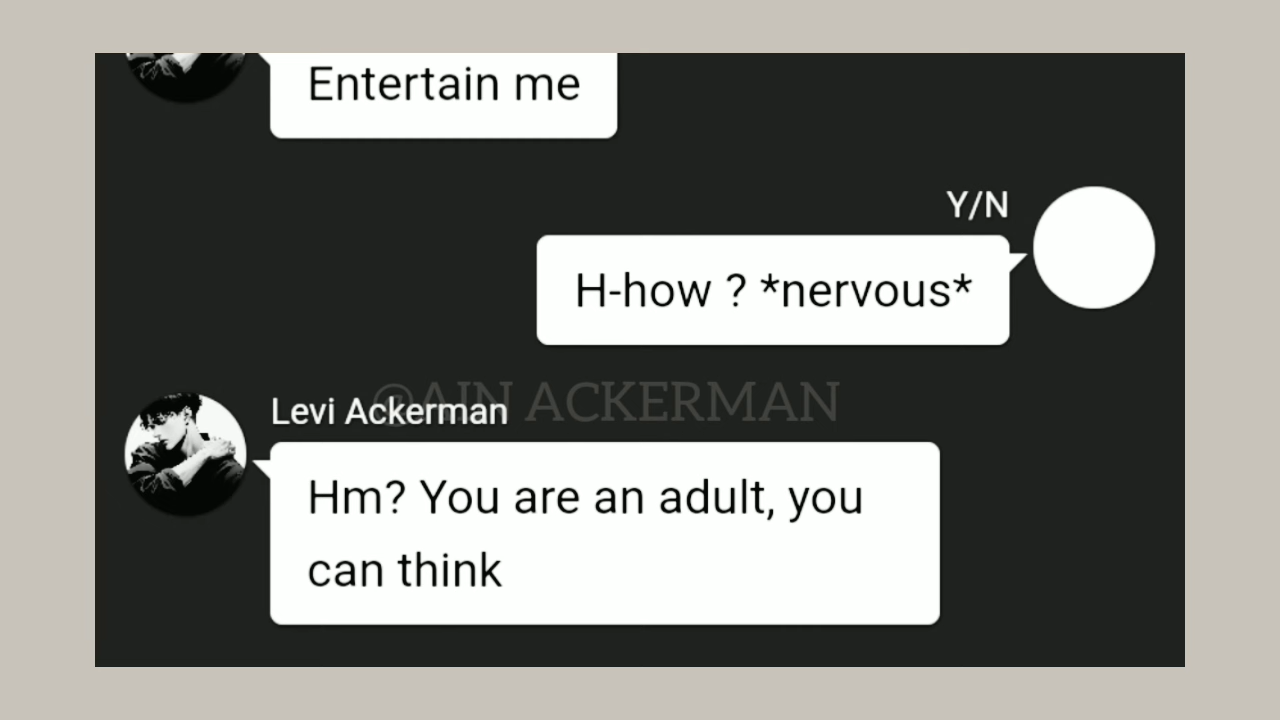 Entertain me
Y/N
H-how ? *nervous*
@AIN ACKERMAN
Levi Ackerman
Hm? You are an adult, you
can think